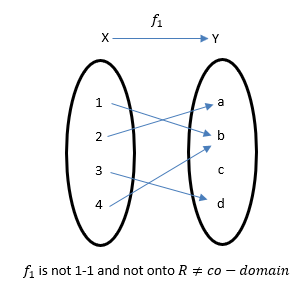 f₁
X Y
1 a
2 b
3 c
4 d
f₁ is not 1-1 and not onto R ≠ co − domain